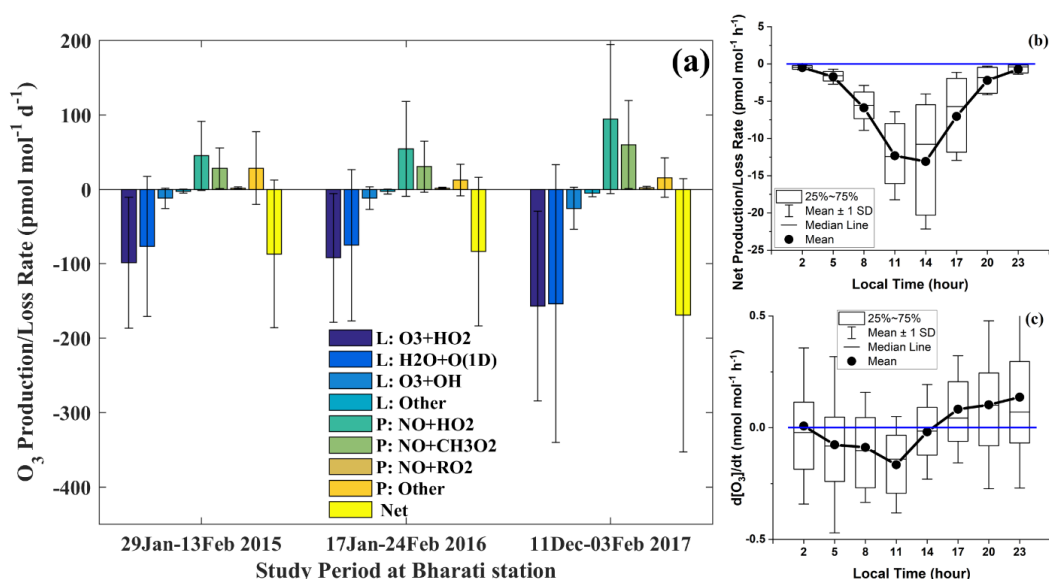 (a)
O3 Production/Loss Rate (pmol mol⁻¹ d⁻¹)
200
100
0
-100
-200
-300
-400
L: O3+HO2
L: H2O+O(1D)
L: O3+OH
L: Other
P: NO+HO2
P: NO+CH3O2
P: NO+RO2
P: Other
Net
29Jan-13Feb 2015
17Jan-24Feb 2016
11Dec-03Feb 2017
Study Period at Bharati station
(b)
Net Production/Loss Rate (pmol mol⁻¹ h⁻¹)
0
-5
-10
-15
-20
-25
25%~75%
Mean ± 1 SD
Median Line
Mean
2 5 8 11 14 17 20 23
Local Time (hour)
(c)
d[O₃]/dt (nmol mol⁻¹ h⁻¹)
0.5
0.0
-0.5
25%~75%
Mean ± 1 SD
Median Line
Mean
2 5 8 11 14 17 20 23
Local Time (hour)